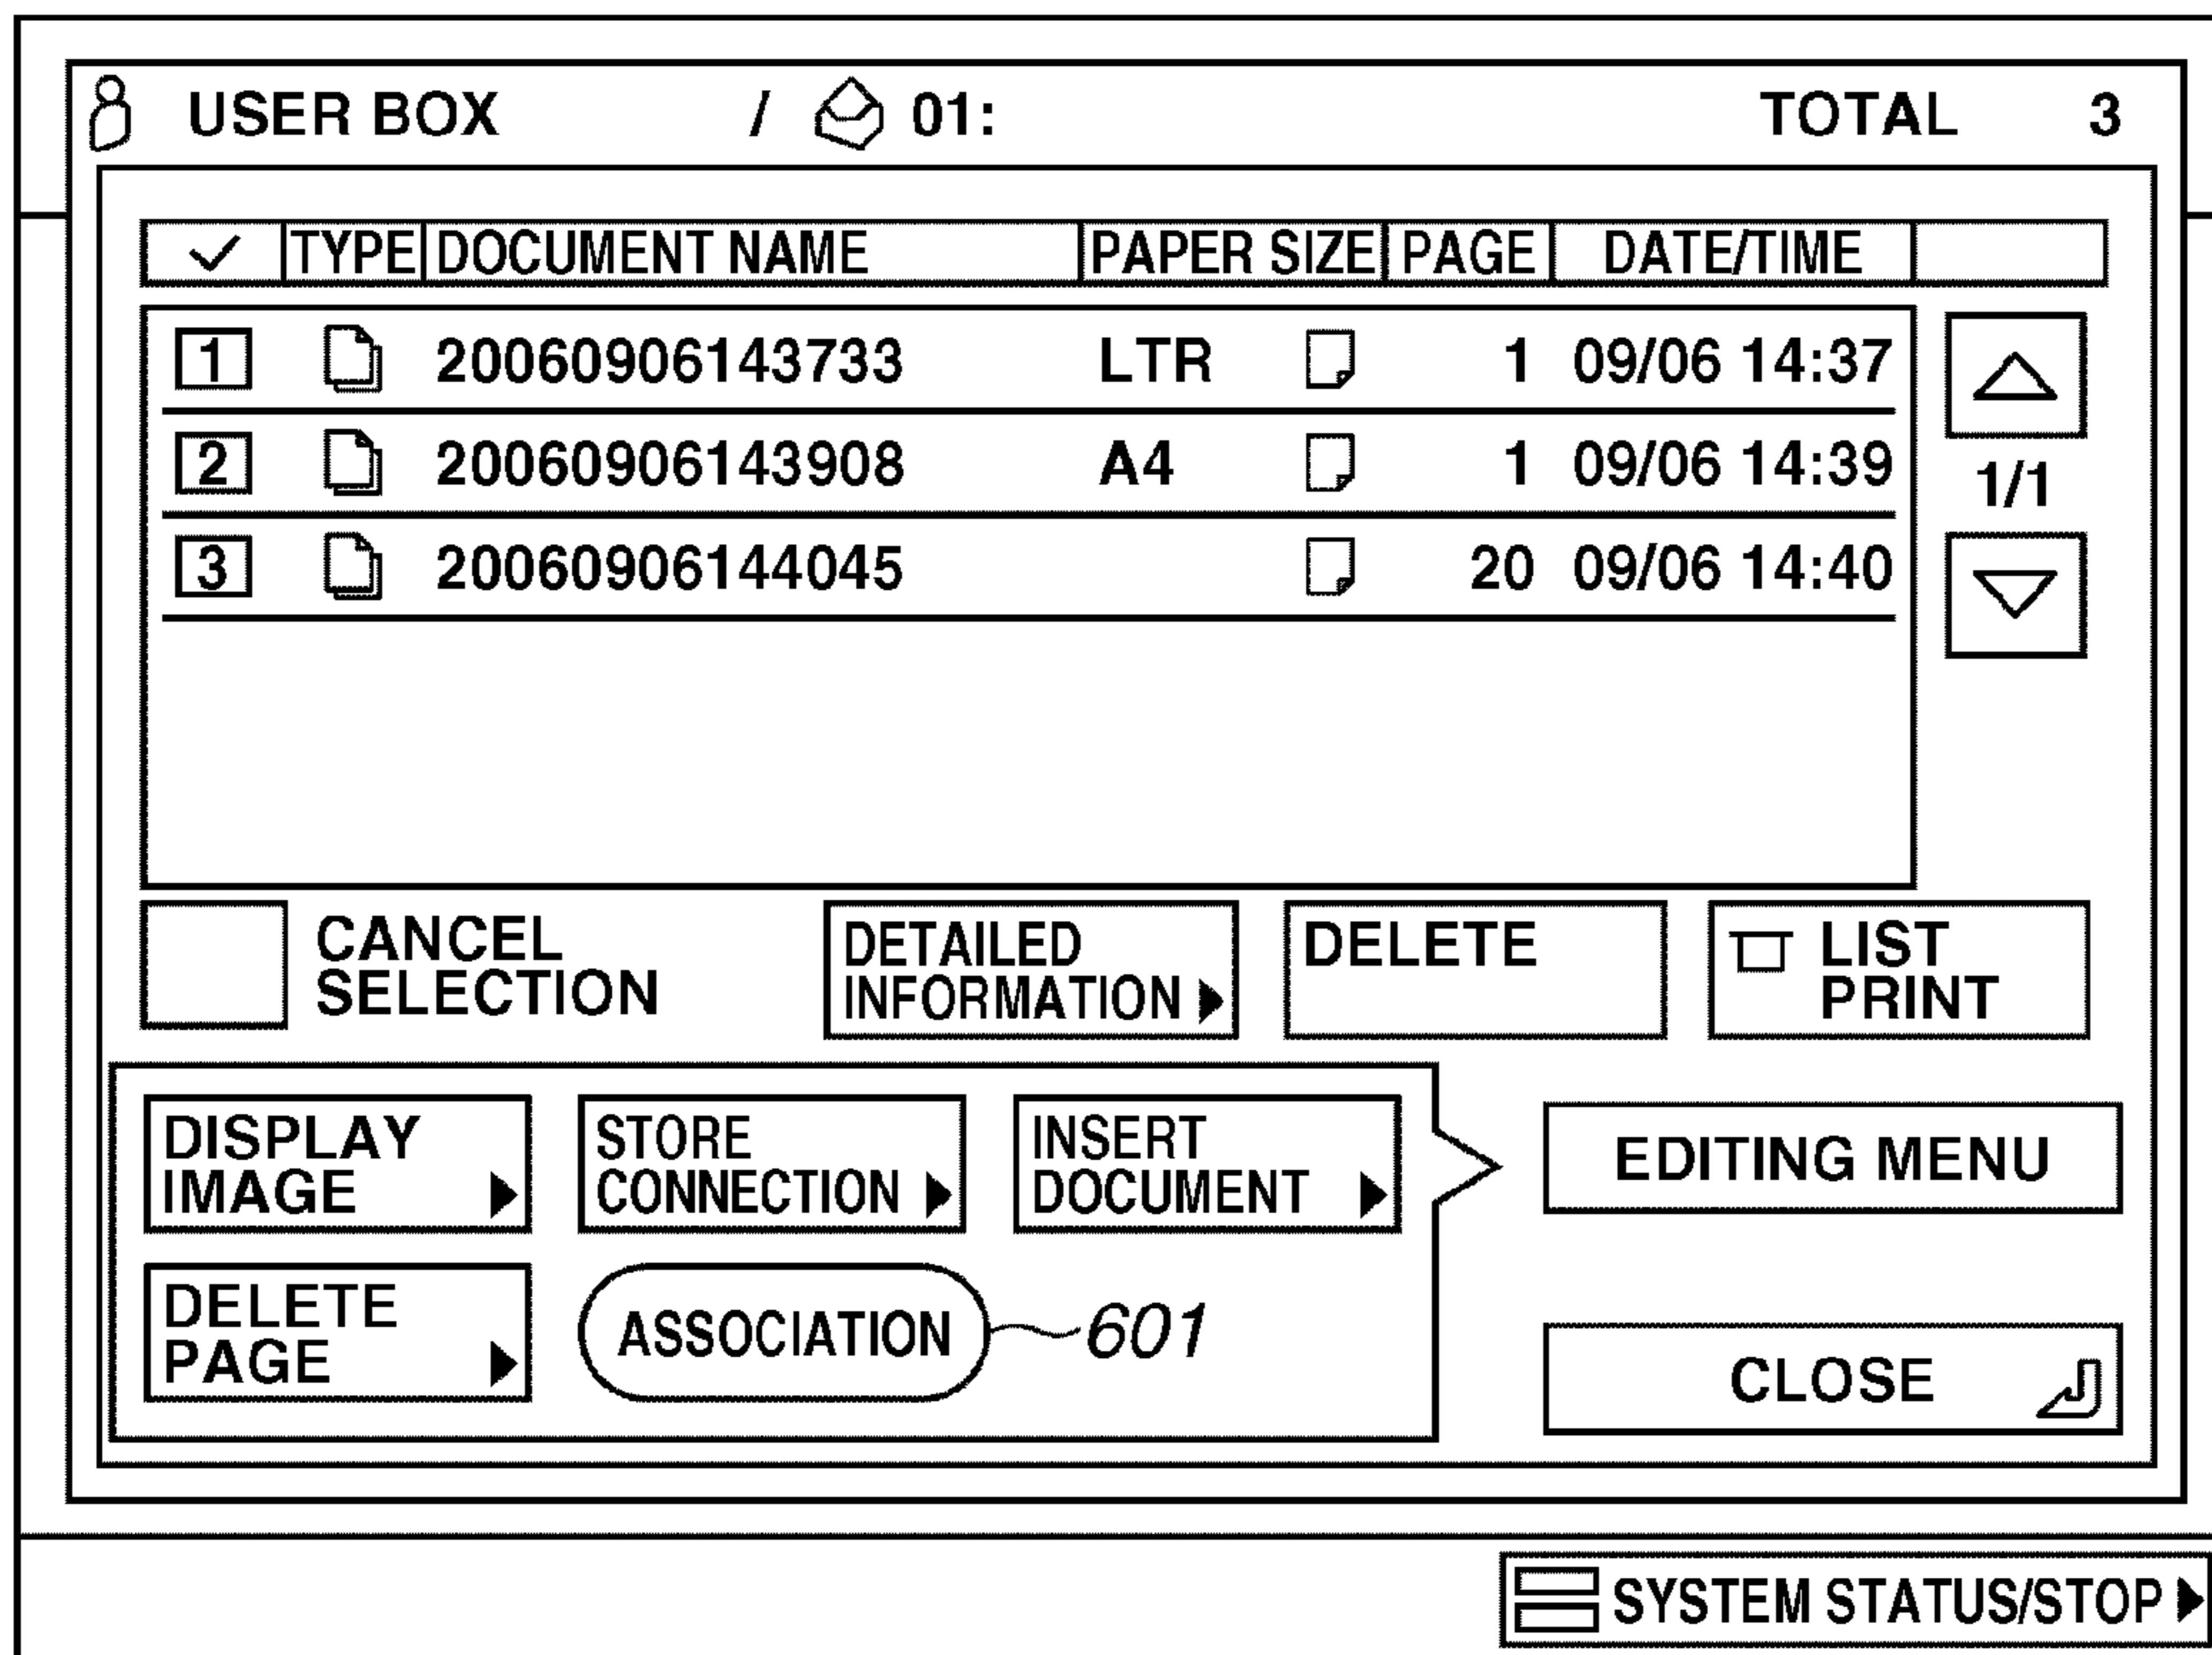 USER BOX / 01: TOTAL 3
✓ TYPE DOCUMENT NAME PAPER SIZE PAGE DATE/TIME
1 20060906143733 LTR 1 09/06 14:37
2 20060906143908 A4 1 09/06 14:39
1/1
3 20060906144045 20 09/06 14:40
CANCEL
SELECTION
DETAILED
INFORMATION
DELETE
LIST
PRINT
DISPLAY
IMAGE
STORE
CONNECTION
INSERT
DOCUMENT
EDITING MENU
DELETE
PAGE
ASSOCIATION
601
CLOSE
SYSTEM STATUS/STOP